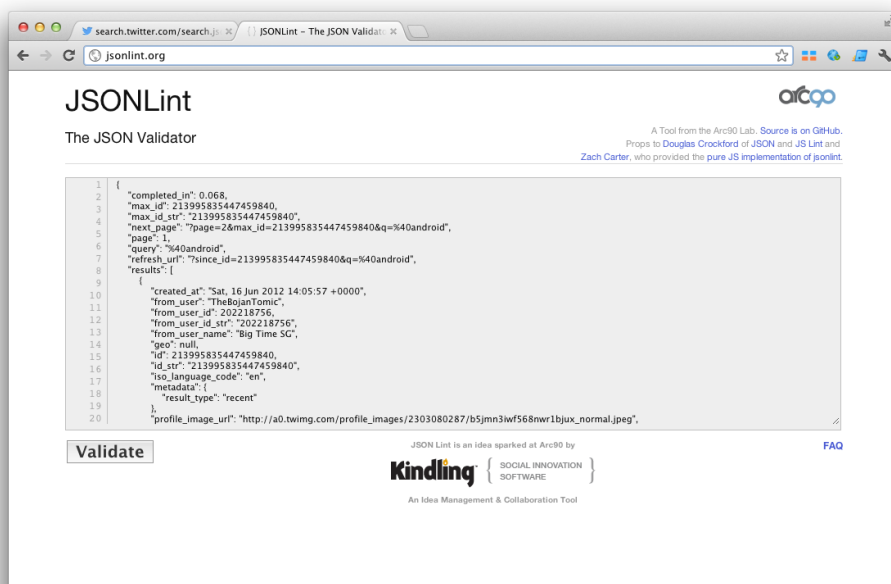 search.twitter.com/search.js
JSONLint - The JSON Validat
jsonlint.org
JSONLint
arc90
The JSON Validator
A Tool from the Arc90 Lab. Source is on GitHub.
Props to Douglas Crockford of JSON and JS Lint and
Zach Carter, who provided the pure JS implementation of jsonlint.
1 {
2 "completed_in": 0.068,
3 "max_id": 213995835447459840,
4 "max_id_str": "213995835447459840",
5 "next_page": "?page=2&max_id=213995835447459840&q=%40android",
6 "page": 1,
7 "query": "%40android",
8 "refresh_url": "?since_id=213995835447459840&q=%40android",
9 "results": [
10 {
11 "created_at": "Sat, 16 Jun 2012 14:05:57 +0000",
12 "from_user": "TheBojanTomic",
13 "from_user_id": 202218756,
14 "from_user_id_str": "202218756",
15 "from_user_name": "Big Time SG",
16 "geo": null,
17 "id": 213995835447459840,
18 "id_str": "213995835447459840",
19 "iso_language_code": "en",
20 "metadata": {
"result_type": "recent"
},
"profile_image_url": "http://a0.twimg.com/profile_images/2303080287/b5jmn3iwf568nwr1bjux_normal.jpeg",
Validate
JSON Lint is an idea sparked at Arc90 by
FAQ
Kindling { SOCIAL INNOVATION
SOFTWARE }
An Idea Management & Collaboration Tool